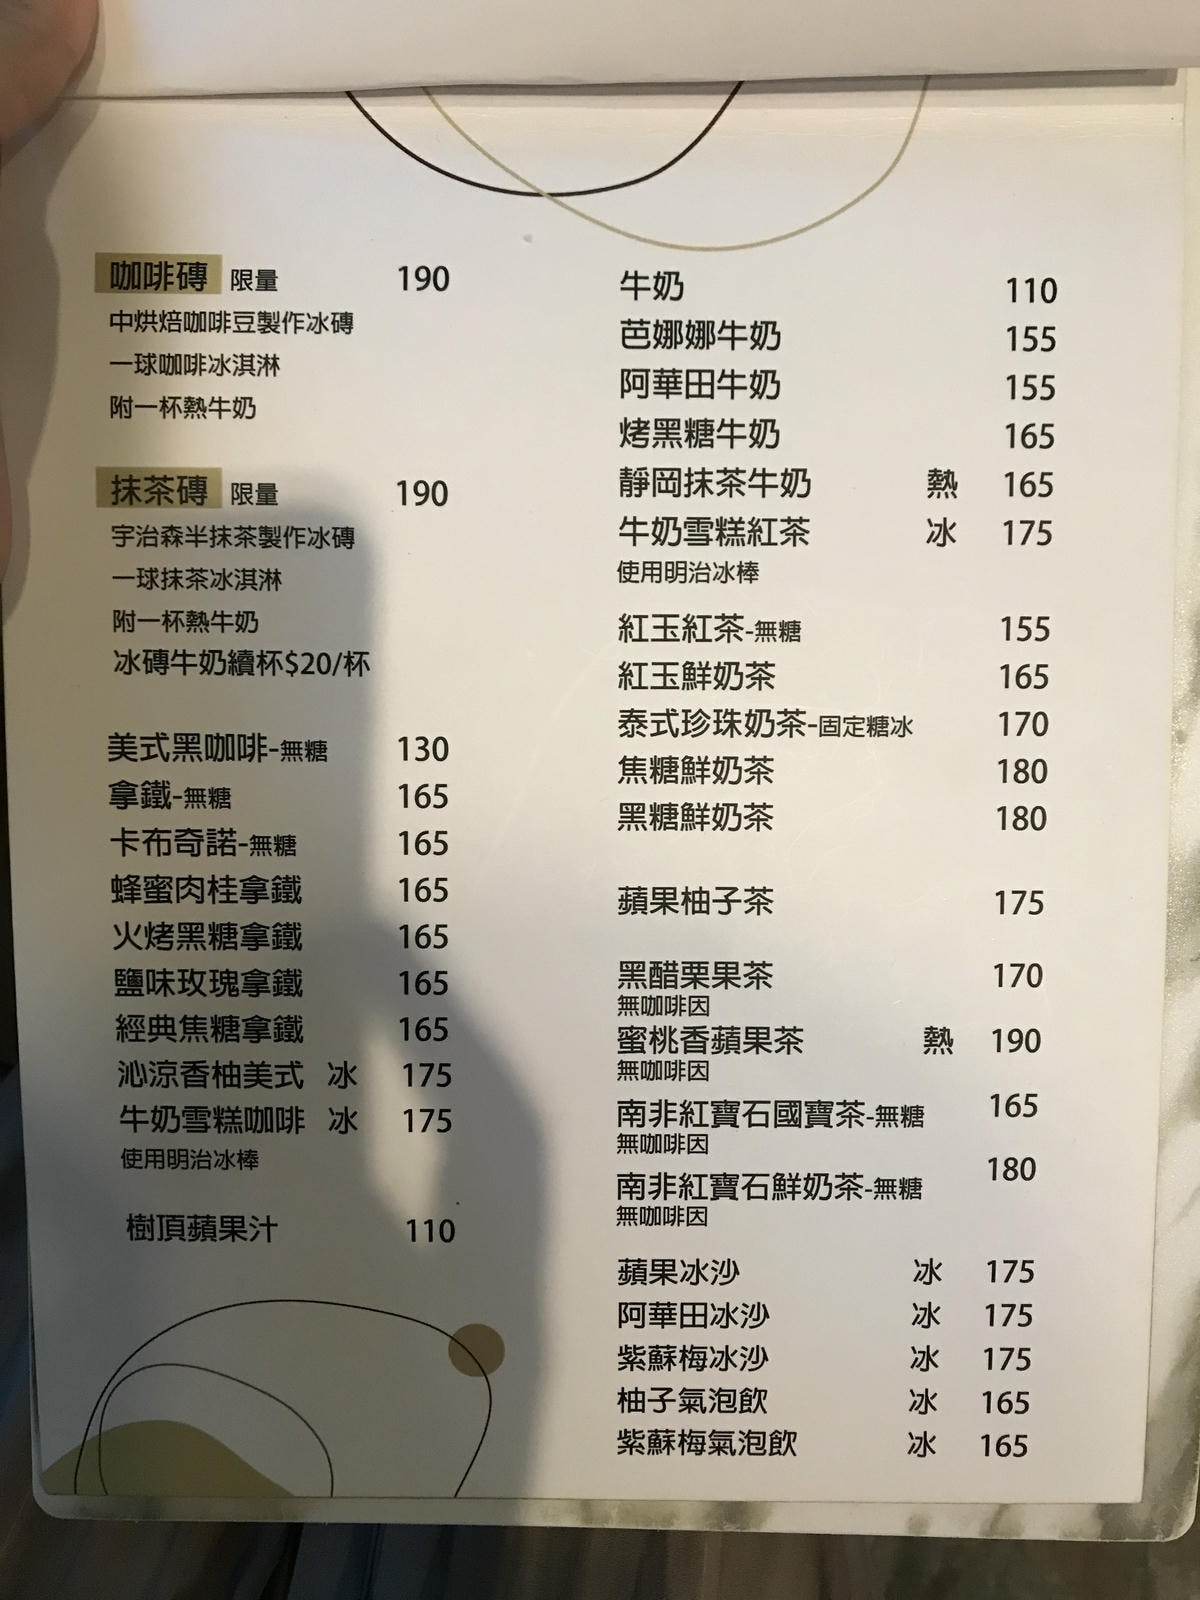 咖啡磚 限量 190
中烘焙咖啡豆製作冰磚
一球咖啡冰淇淋
附一杯熱牛奶
抹茶磚 限量 190
宇治森半抹茶製作冰磚
一球抹茶冰淇淋
附一杯熱牛奶
冰磚牛奶續杯$20/杯
美式黑咖啡-無糖 130
拿鐵-無糖 165
卡布奇諾-無糖 165
蜂蜜肉桂拿鐵 165
火烤黑糖拿鐵 165
鹽味玫瑰拿鐵 165
經典焦糖拿鐵 165
沁涼香柚美式 冰 175
牛奶雪糕咖啡 冰 175
使用明治冰棒
樹頂蘋果汁 110
牛奶 110
芭娜娜牛奶 155
阿華田牛奶 155
烤黑糖牛奶 165
靜岡抹茶牛奶 熱 165
牛奶雪糕紅茶 冰 175
使用明治冰棒
紅玉紅茶-無糖 155
紅玉鮮奶茶 165
泰式珍珠奶茶-固定糖冰 170
焦糖鮮奶茶 180
黑糖鮮奶茶 180
蘋果柚子茶 175
黑醋栗果茶 170
無咖啡因
蜜桃香蘋果茶 熱 190
無咖啡因
南非紅寶石國寶茶-無糖 165
無咖啡因
南非紅寶石鮮奶茶-無糖 180
無咖啡因
蘋果冰沙 冰 175
阿華田冰沙 冰 175
紫蘇梅冰沙 冰 175
柚子氣泡飲 冰 165
紫蘇梅氣泡飲 冰 165